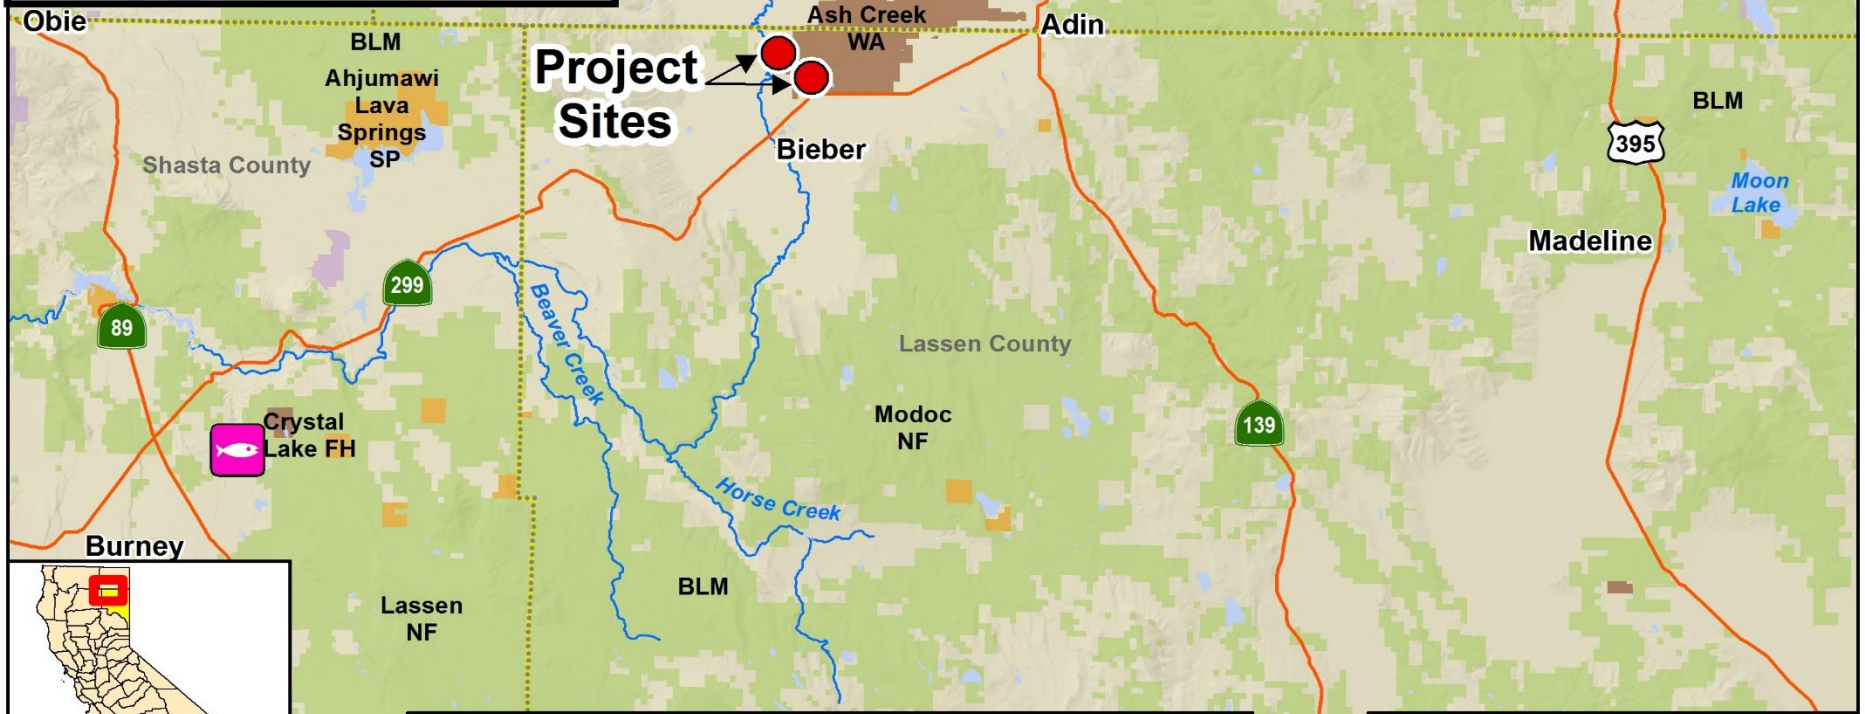 Obie
Ash Creek
WA
Adin
BLM
Project
Sites
Ahjumawi
Lava
Springs
SP
BLM
395
Bieber
Shasta County
Moon
Lake
Madeline
299
Beaver Creek
89
Lassen County
Modoc
NF
139
Crystal
Lake FH
Horse Creek
Burney
BLM
Lassen
NF